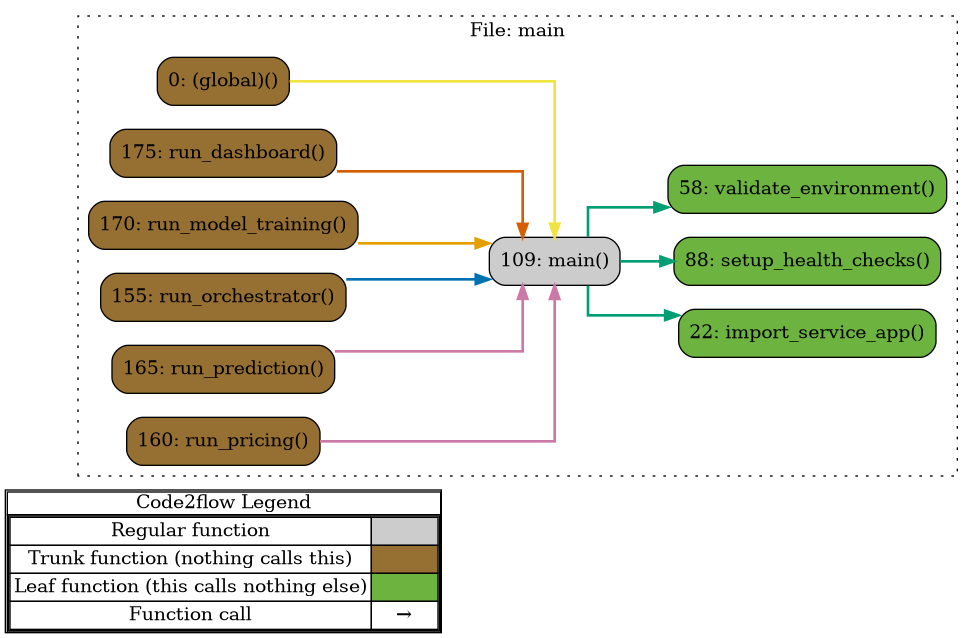 File: main
0: (global)()
175: run_dashboard()
170: run_model_training()
155: run_orchestrator()
165: run_prediction()
160: run_pricing()
109: main()
58: validate_environment()
88: setup_health_checks()
22: import_service_app()
Code2flow Legend
Regular function
Trunk function (nothing calls this)
Leaf function (this calls nothing else)
Function call →